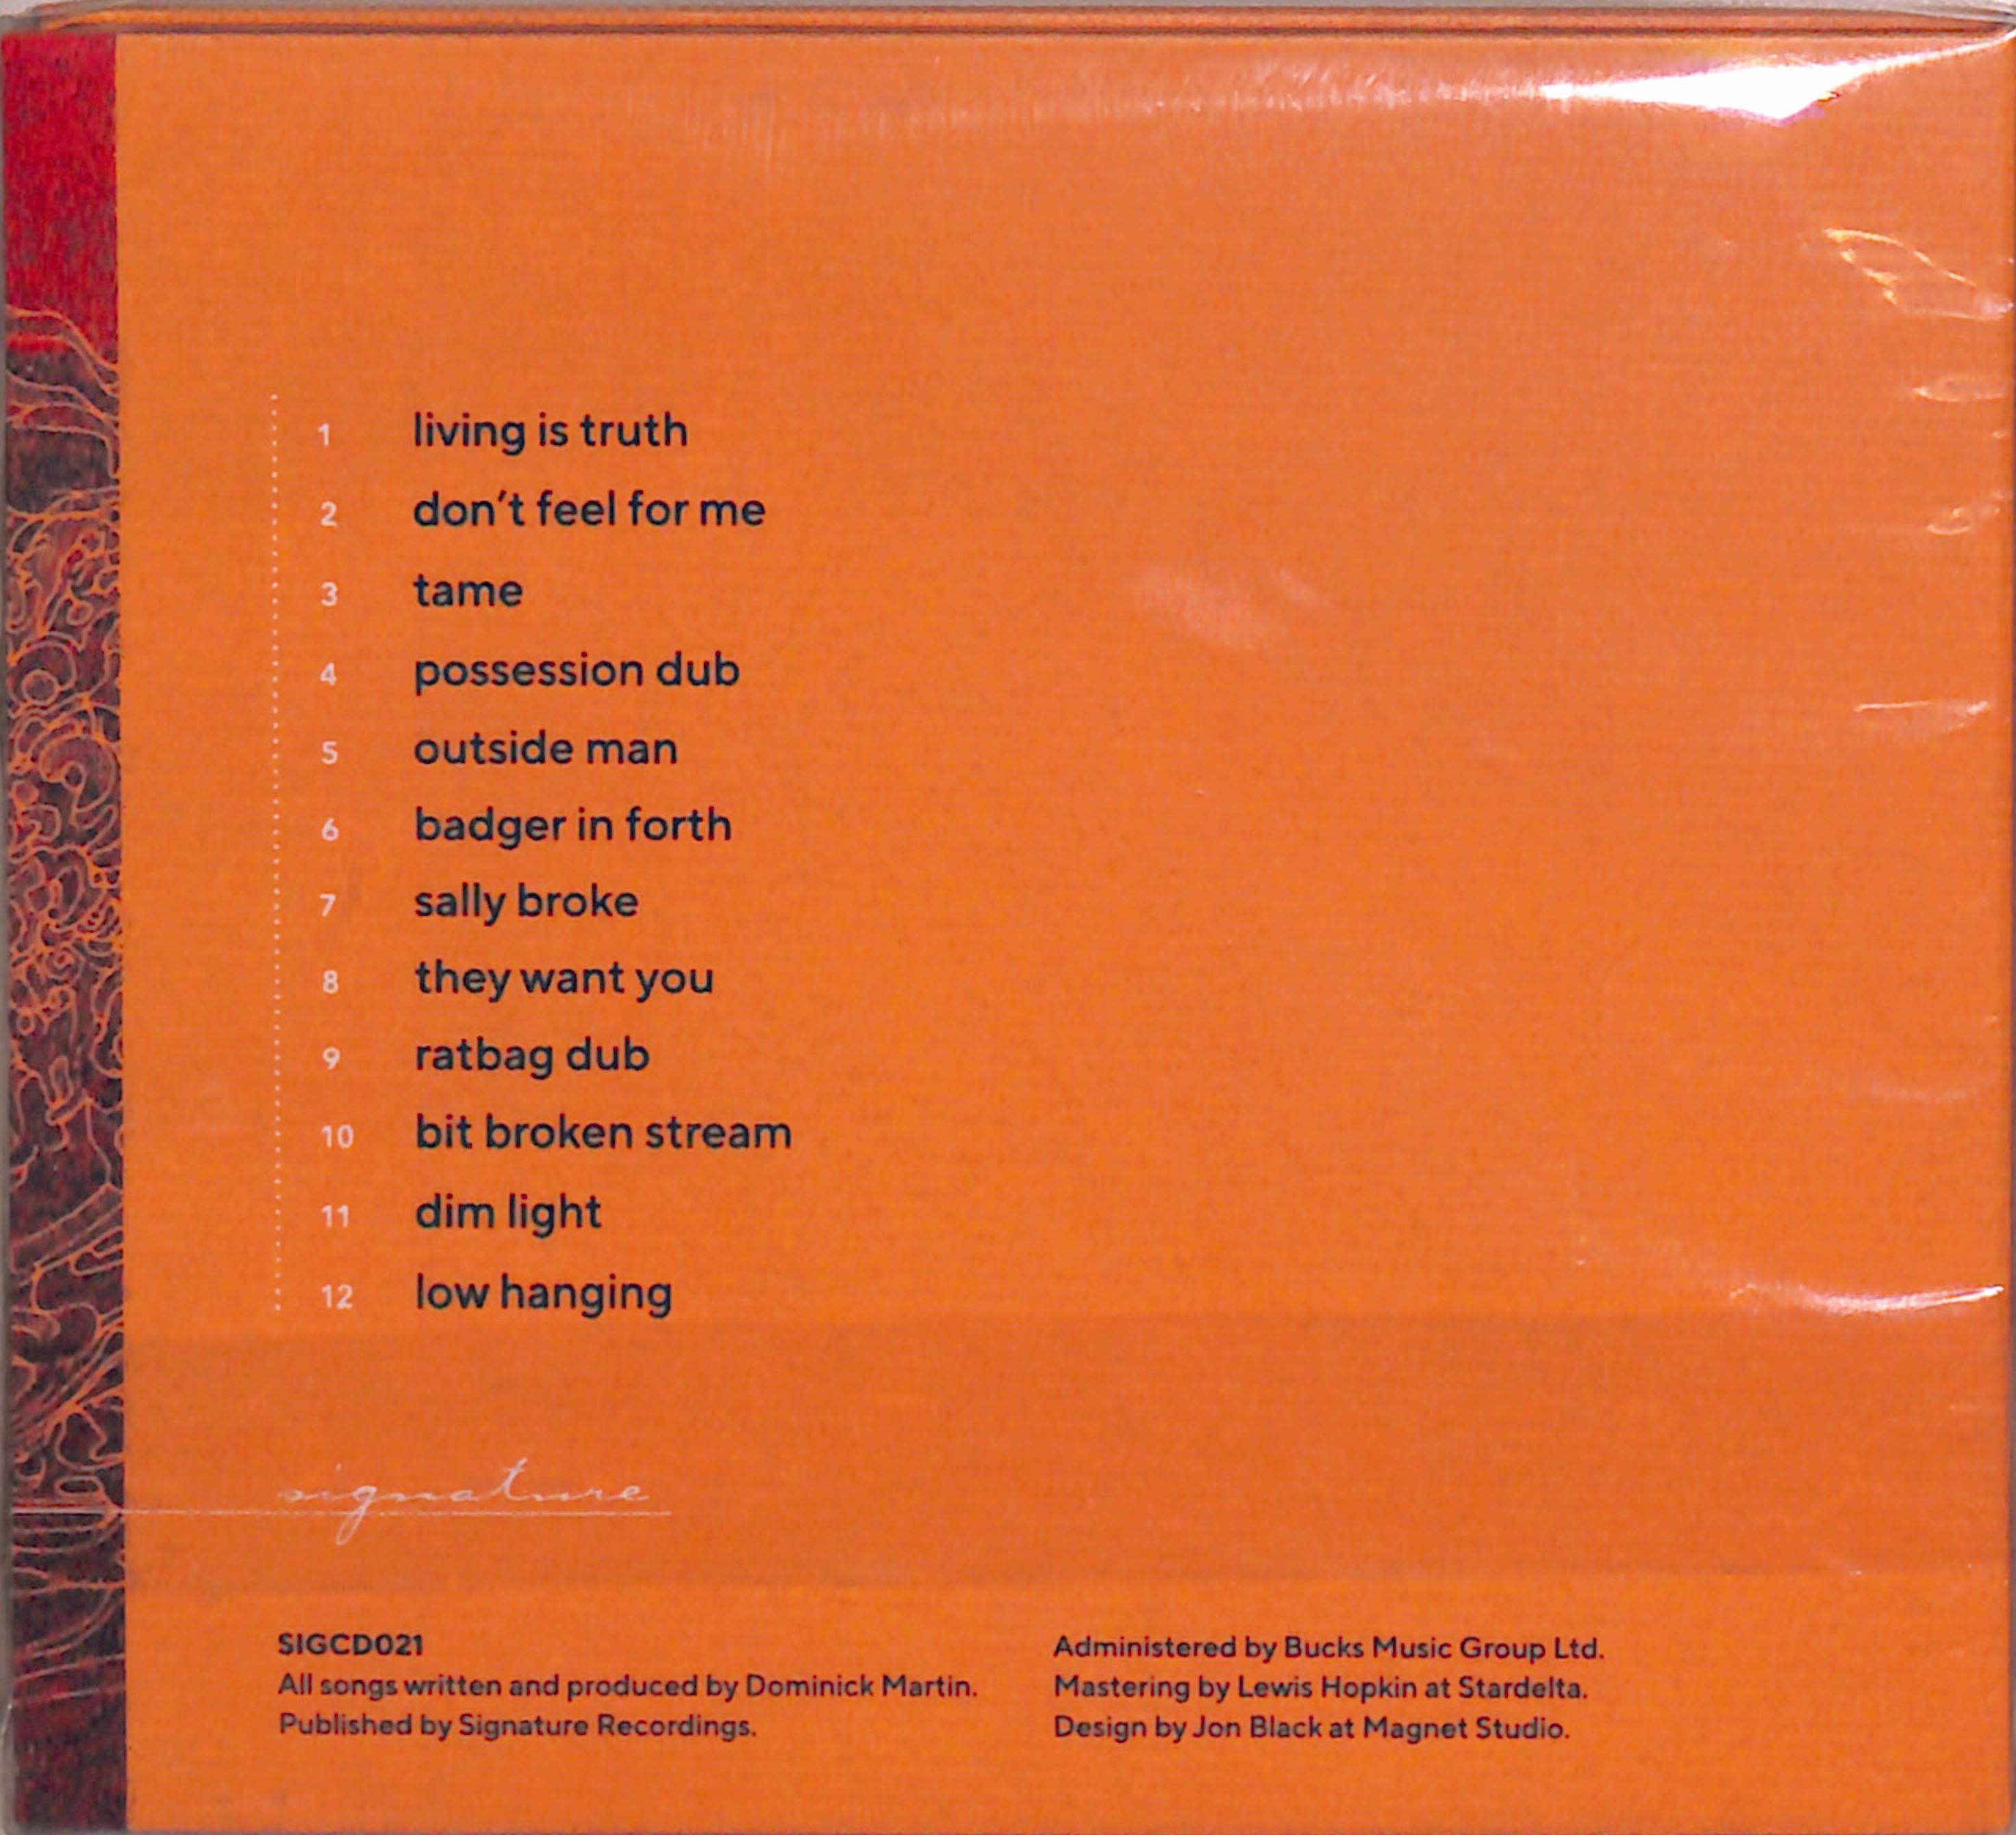 1 living is truth
2 don't feel for me
3 tame
4 possession dub
5 outside man
6 badger in forth
7 sally broke
8 they want you
9 ratbag dub
10 bit broken stream
11 dim light
12 low hanging
signature
SIGCD021
All songs written and produced by Dominick Martin.
Published by Signature Recordings.
Administered by Bucks Music Group Ltd.
Mastering by Lewis Hopkin at Stardelta.
Design by Jon Black at Magnet Studio.